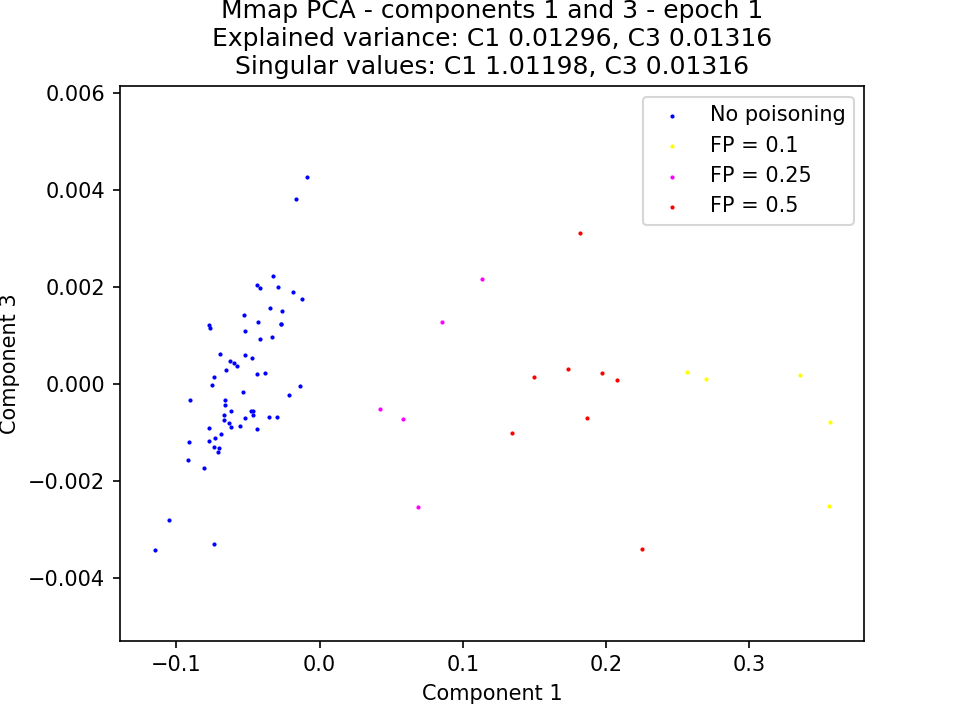 Mmap PCA - components 1 and 3 - epoch 1
Explained variance: C1 0.01296, C3 0.01316
Singular values: C1 1.01198, C3 0.01316
0.006
0.004
0.002
0.000
−0.002
−0.004
Component 3
No poisoning
FP = 0.1
FP = 0.25
FP = 0.5
−0.1
0.0
0.1
0.2
0.3
Component 1